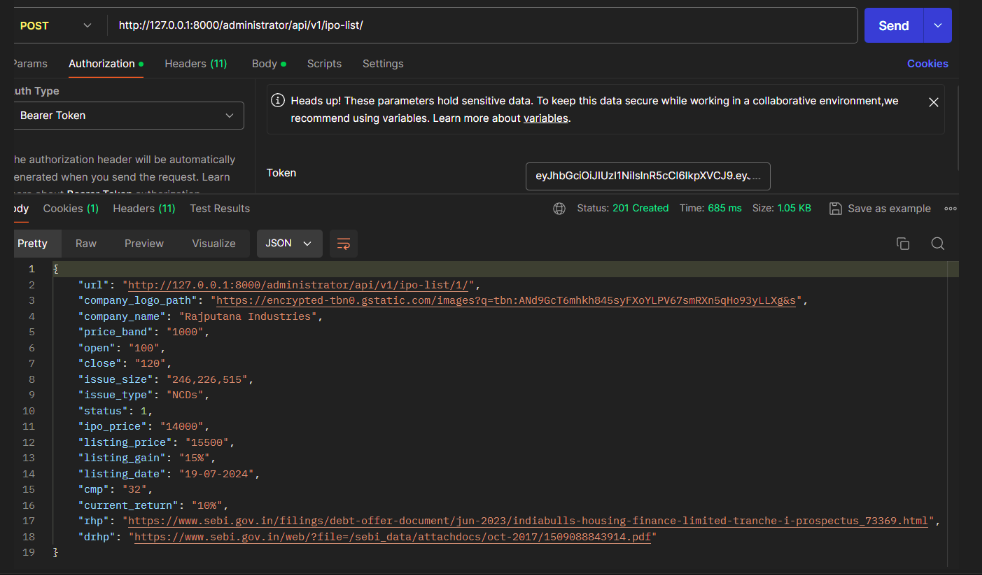 POST http://127.0.0.1:8000/administrator/api/v1/ipo-list/ Send
Params Authorization Headers (11) Body Scripts Settings Cookies
Auth Type
Bearer Token
Heads up! These parameters hold sensitive data. To keep this data secure while working in a collaborative environment,we
recommend using variables. Learn more about variables.
The authorization header will be automatically
generated when you send the request. Learn
more about Bearer Token authorization.
Token
Body Cookies (1) Headers (11) Test Results Status: 201 Created Time: 685 ms Size: 1.05 KB Save as example
Pretty Raw Preview Visualize JSON
1 {
2 "url": "http://127.0.0.1:8000/administrator/api/v1/ipo-list/1/",
3 "company_logo_path": "https://encrypted-tbn0.gstatic.com/images?q=tbn:ANd9GcT6mhkh845syFXoYLPV67smRXn5qHo93yLLXg&s",
4 "company_name": "Rajputana Industries",
5 "price_band": "1000",
6 "open": "100",
7 "close": "120",
8 "issue_size": "246,226,515",
9 "issue_type": "NCDs",
10 "status": 1,
11 "ipo_price": "14000",
12 "listing_price": "15500",
13 "listing_gain": "15%",
14 "listing_date": "19-07-2024",
15 "cmp": "32",
16 "current_return": "10%",
17 "rhp": "https://www.sebi.gov.in/filings/debt-offer-document/jun-2023/indiabulls-housing-finance-limited-tranche-i-prospectus_73369.html",
18 "drhp": "https://www.sebi.gov.in/web/?file=/sebi_data/attachdocs/oct-2017/1509088843914.pdf"
19 }